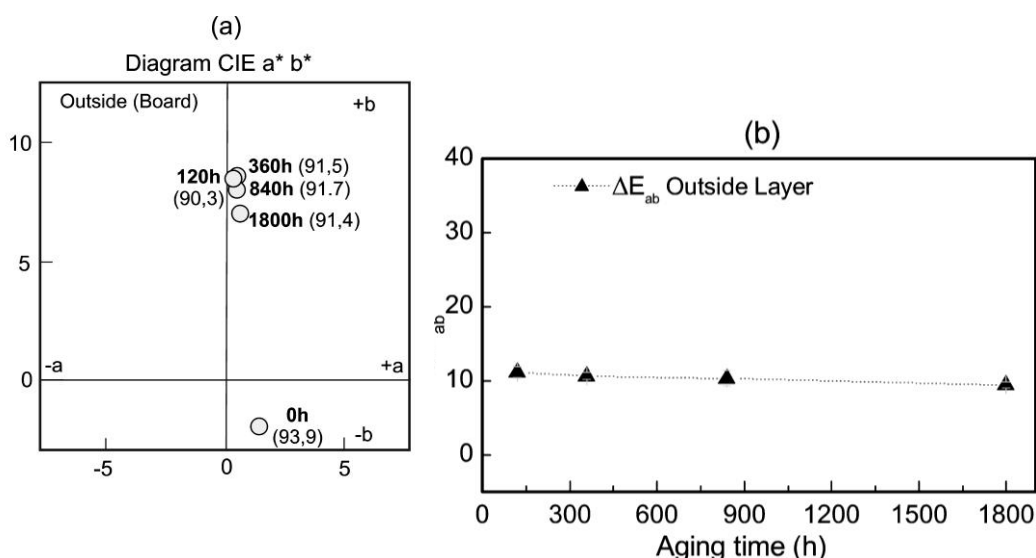 (a)
Diagram CIE a* b*
Outside (Board)
+b
10
120h
(90,3)
360h (91,5)
840h (91.7)
1800h (91,4)
5
-a
+a
0
0h
(93,9)
-b
-5
0
5
(b)
40
ΔEab Outside Layer
30
20
ab
10
0
0
300
600
900
1200
1500
1800
Aging time (h)